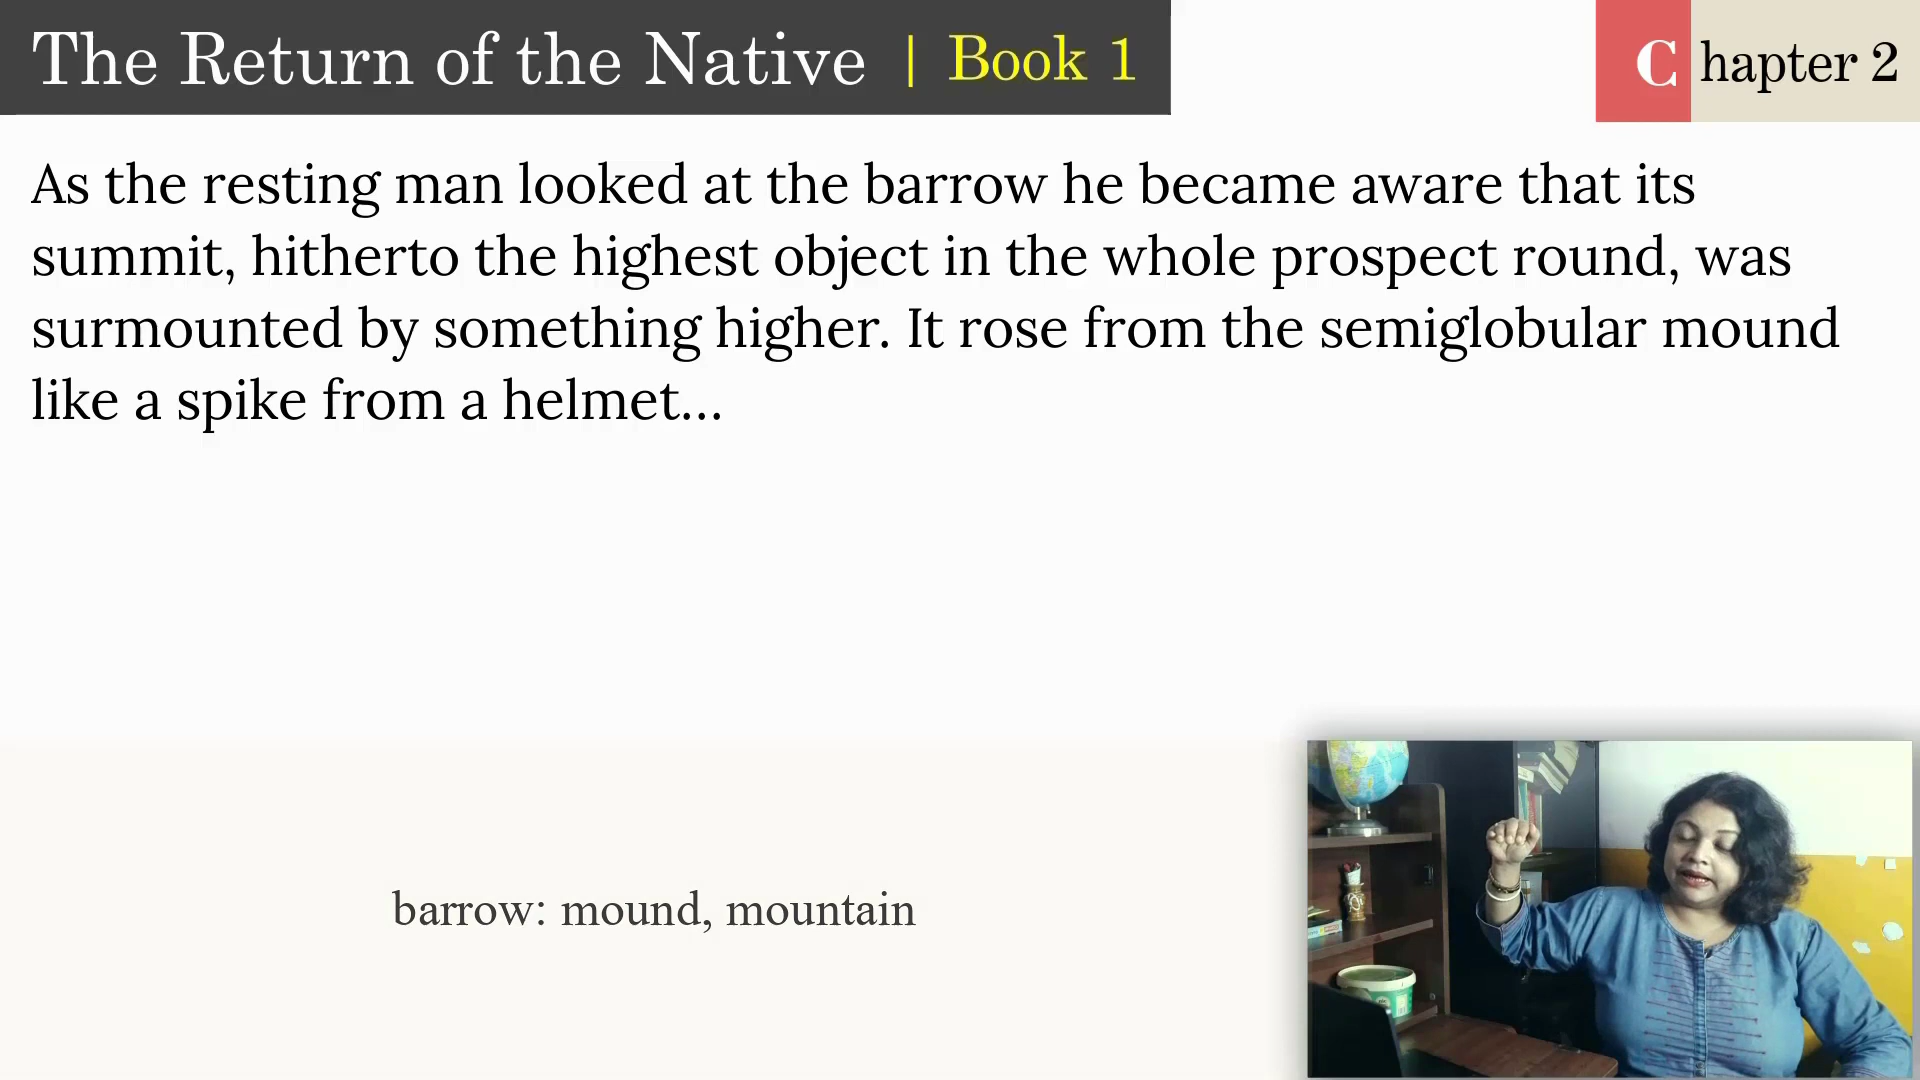 The Return of the Native | Book 1
Chapter 2
As the resting man looked at the barrow he became aware that its
summit, hitherto the highest object in the whole prospect round, was
surmounted by something higher. It rose from the semiglobular mound
like a spike from a helmet...
barrow: mound, mountain